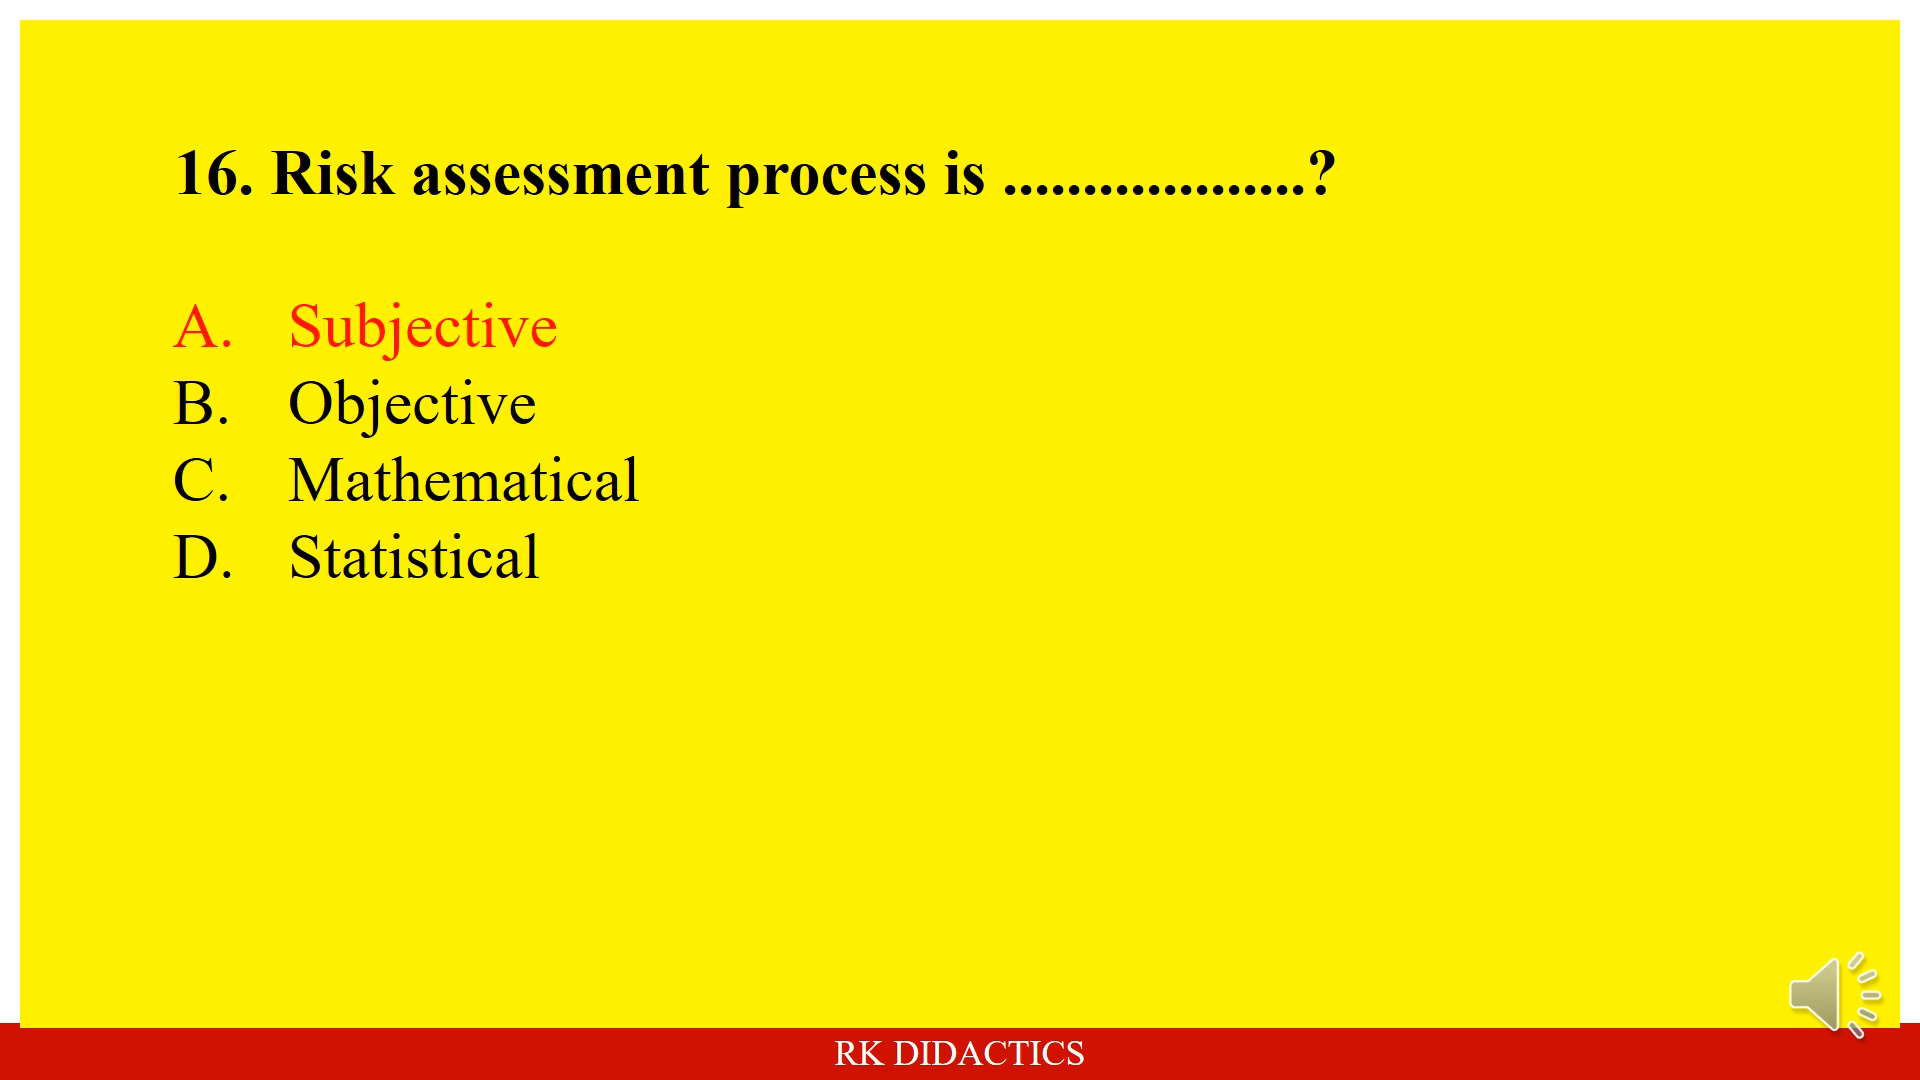 16. Risk assessment process is ...................?
A. Subjective
B. Objective
C. Mathematical
D. Statistical
RK DIDACTICS